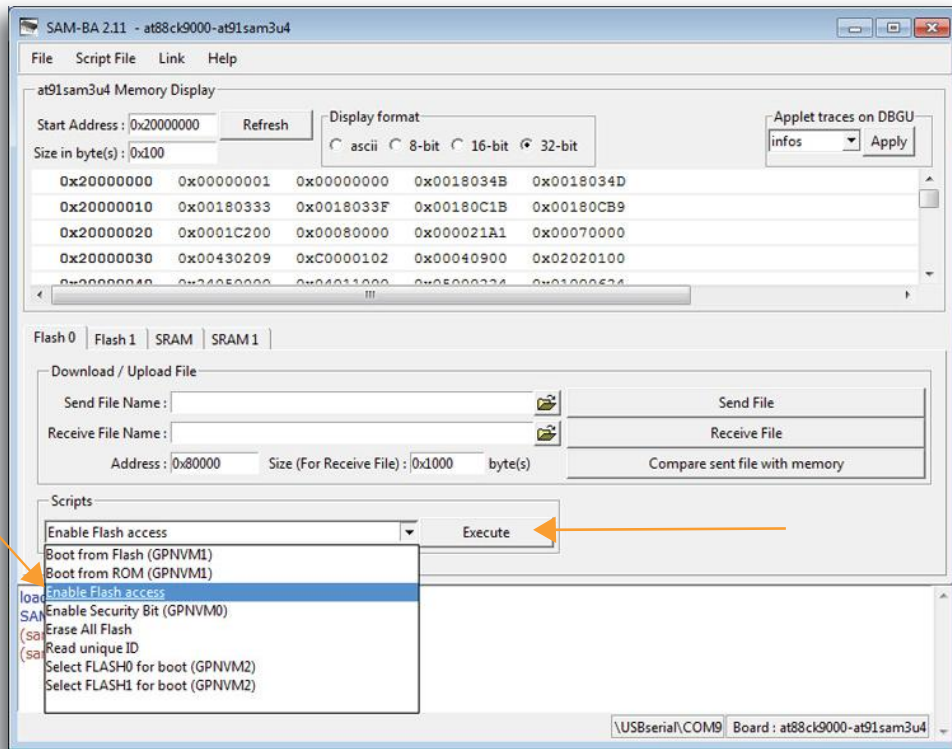 SAM-BA 2.11 - at88ck9000-at91sam3u4
File Script File Link Help
at91sam3u4 Memory Display
Start Address : 0x20000000 Refresh
Size in byte(s) : 0x100
Display format
ascii 8-bit 16-bit 32-bit
Applet traces on DBGU
infos Apply
0x20000000 0x00000001 0x00000000 0x0018034B 0x0018034D
0x20000010 0x00180333 0x0018033F 0x00180C1B 0x00180CB9
0x20000020 0x0001C200 0x00080000 0x000021A1 0x00070000
0x20000030 0x00430209 0xC0000102 0x00040900 0x02020100
Flash 0 Flash 1 SRAM SRAM 1
Download / Upload File
Send File Name : Send File
Receive File Name : Receive File
Address : 0x80000 Size (For Receive File) : 0x1000 byte(s) Compare sent file with memory
Scripts
Enable Flash access Execute
Boot from Flash (GPNVM1)
Boot from ROM (GPNVM1)
Enable Flash access
Enable Security Bit (GPNVM0)
Erase All Flash
Read unique ID
Select FLASH0 for boot (GPNVM2)
Select FLASH1 for boot (GPNVM2)
\USBserial\COM9 Board : at88ck9000-at91sam3u4